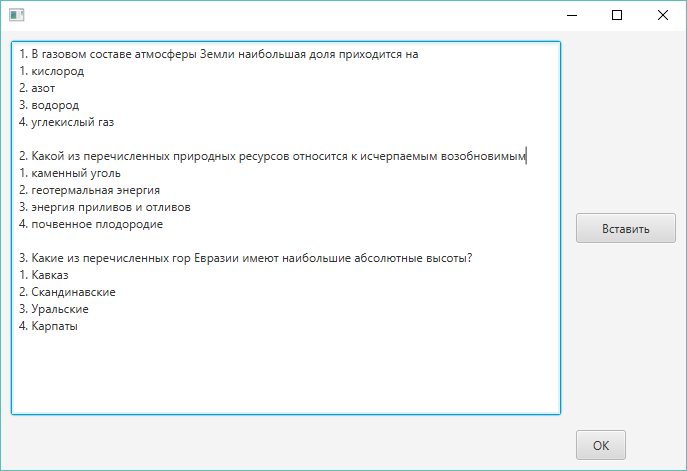 1. В газовом составе атмосферы Земли наибольшая доля приходится на
1. кислород
2. азот
3. водород
4. углекислый газ
2. Какой из перечисленных природных ресурсов относится к исчерпаемым возобновимым
1. каменный уголь
2. геотермальная энергия
3. энергия приливов и отливов
4. почвенное плодородие
3. Какие из перечисленных гор Евразии имеют наибольшие абсолютные высоты?
1. Кавказ
2. Скандинавские
3. Уральские
4. Карпаты
Вставить
OK